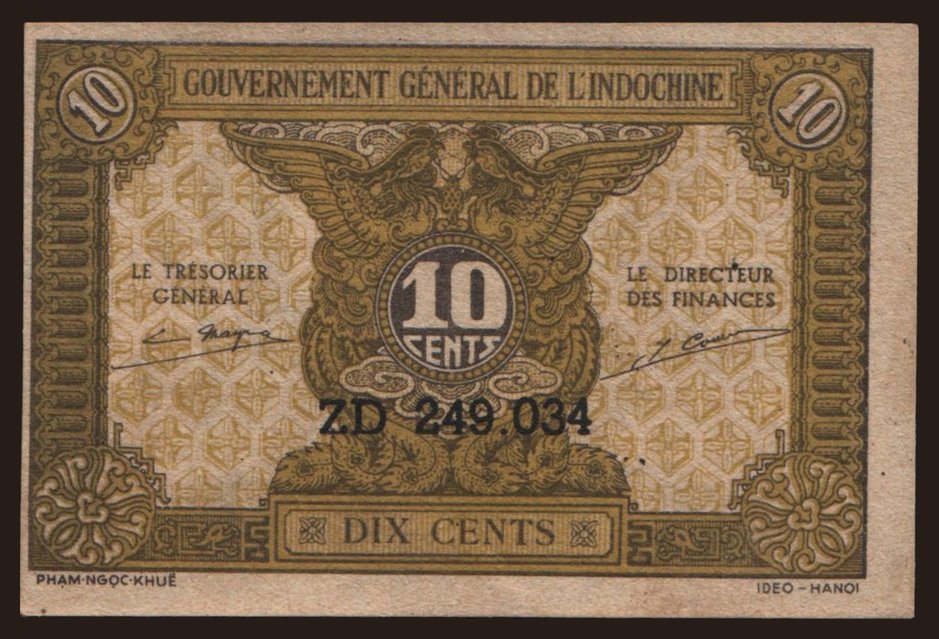 10 GOUVERNEMENT GÉNÉRAL DE L'INDOCHINE 10
LE TRÉSORIER
GÉNÉRAL
LE DIRECTEUR
DES FINANCES
10
CENTS
ZD 249.034
DIX CENTS
PHAM-NGỌC-KHUÊ
IDEO - HANOI